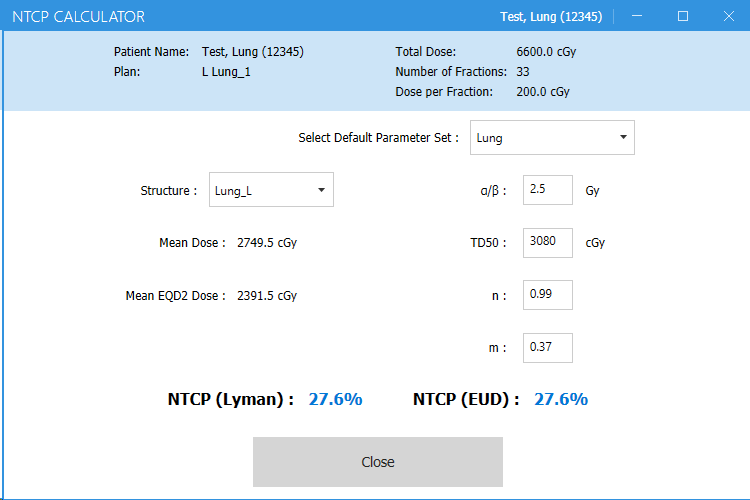 NTCP CALCULATOR Test, Lung (12345)
Patient Name: Test, Lung (12345) Total Dose: 6600.0 cGy
Plan: L Lung_1 Number of Fractions: 33
Dose per Fraction: 200.0 cGy
Select Default Parameter Set : Lung
Structure : Lung_L α/β : 2.5 Gy
Mean Dose : 2749.5 cGy TD50 : 3080 cGy
Mean EQD2 Dose : 2391.5 cGy n : 0.99
m : 0.37
NTCP (Lyman) : 27.6% NTCP (EUD) : 27.6%
Close